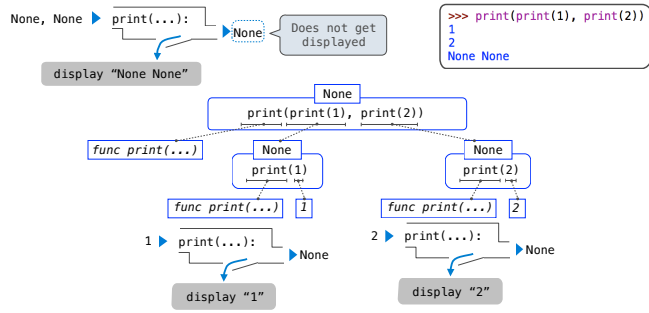 None, None
print(...):
None
Does not get
displayed
display “None None”
>>> print(print(1), print(2))
1
2
None None
None
print(print(1), print(2))
func print(...)
None
print(1)
func print(...)
1
None
print(2)
func print(...)
2
1
print(...):
None
display “1”
2
print(...):
None
display “2”